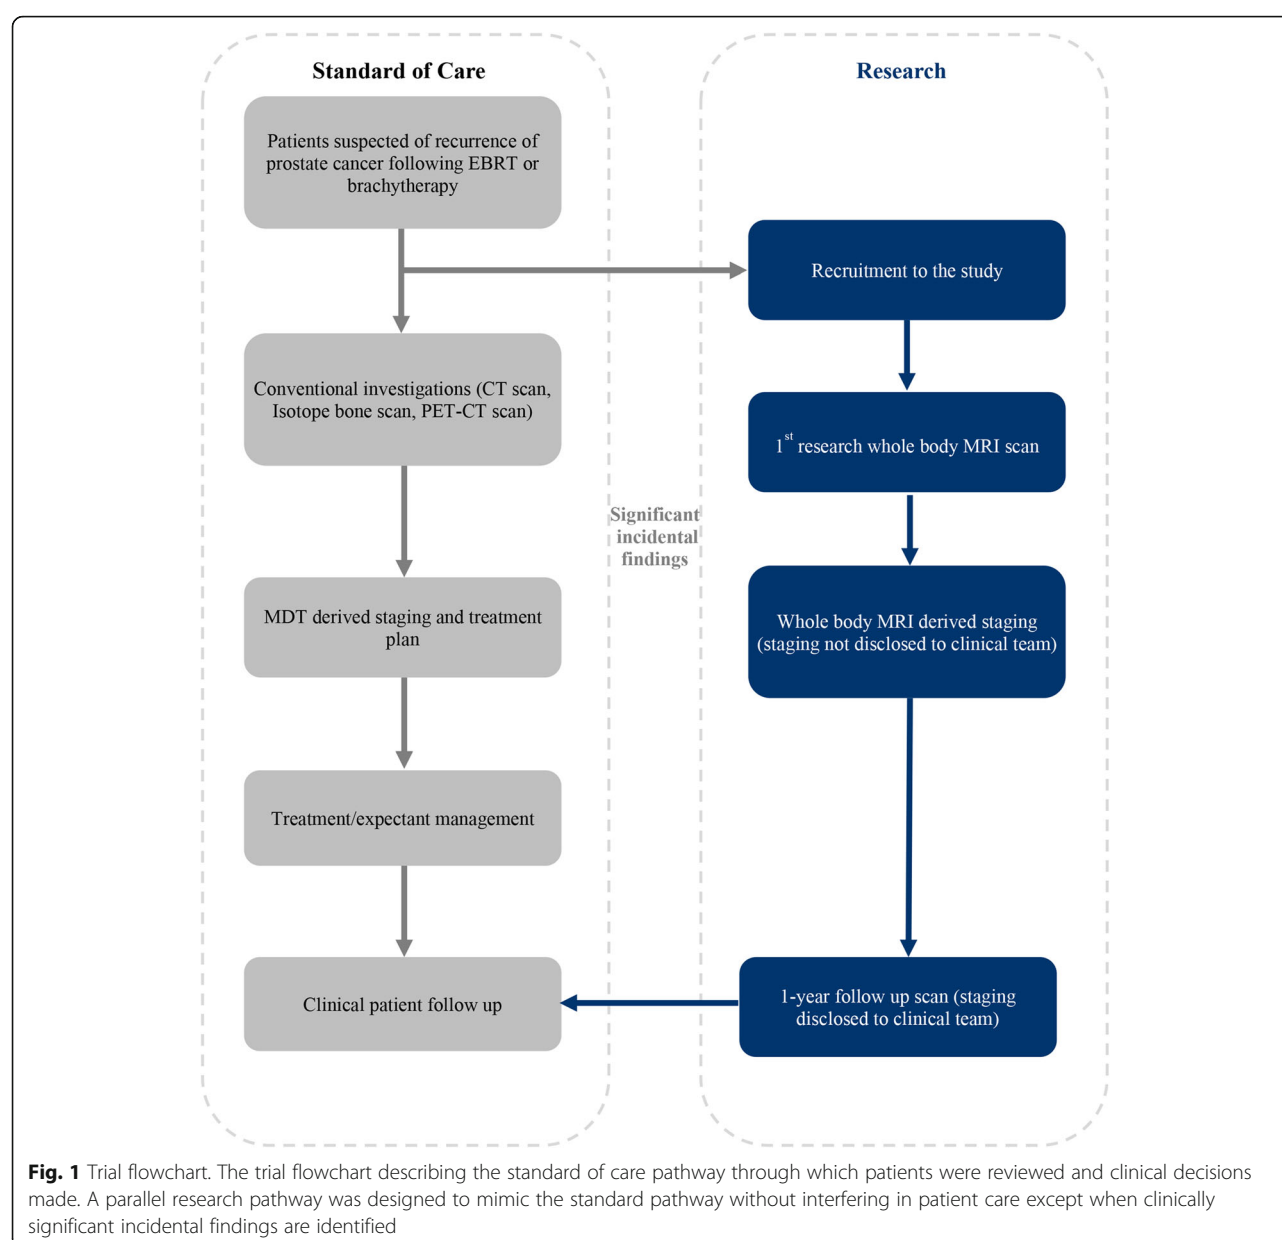 Standard of Care
Patients suspected of recurrence of
prostate cancer following EBRT or
brachytherapy
Conventional investigations (CT scan,
Isotope bone scan, PET-CT scan)
MDT derived staging and treatment
plan
Treatment/expectant management
Clinical patient follow up
Significant
incidental
findings
Research
Recruitment to the study
1st research whole body MRI scan
Whole body MRI derived staging
(staging not disclosed to clinical team)
1-year follow up scan (staging
disclosed to clinical team)
Fig. 1 Trial flowchart. The trial flowchart describing the standard of care pathway through which patients were reviewed and clinical decisions
made. A parallel research pathway was designed to mimic the standard pathway without interfering in patient care except when clinically
significant incidental findings are identified